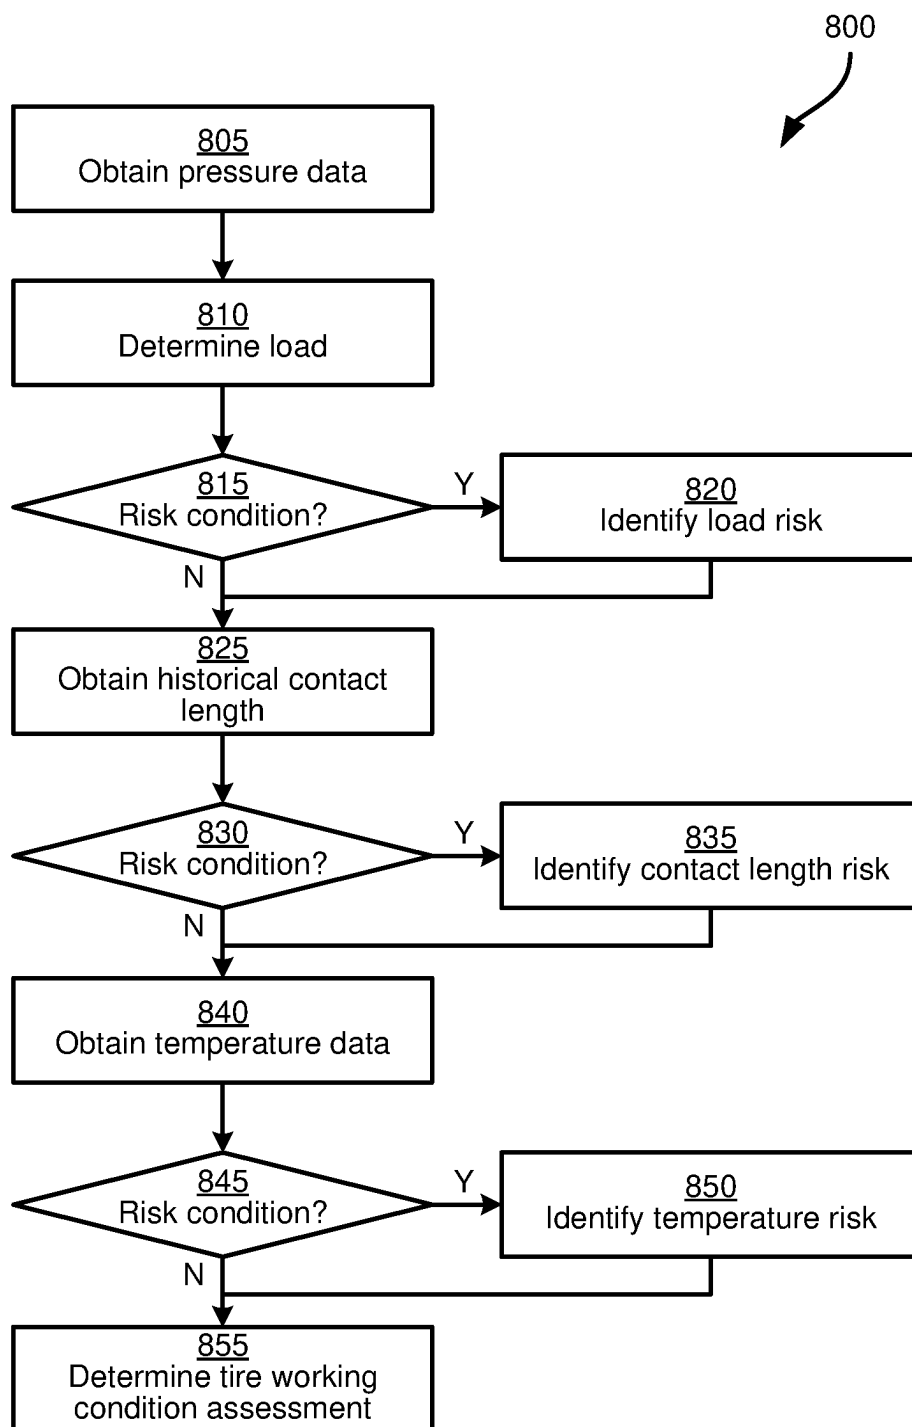 800
805
Obtain pressure data
810
Determine load
815
Risk condition?
Y
820
Identify load risk
N
825
Obtain historical contact
length
830
Risk condition?
Y
835
Identify contact length risk
N
840
Obtain temperature data
845
Risk condition?
Y
850
Identify temperature risk
N
855
Determine tire working
condition assessment